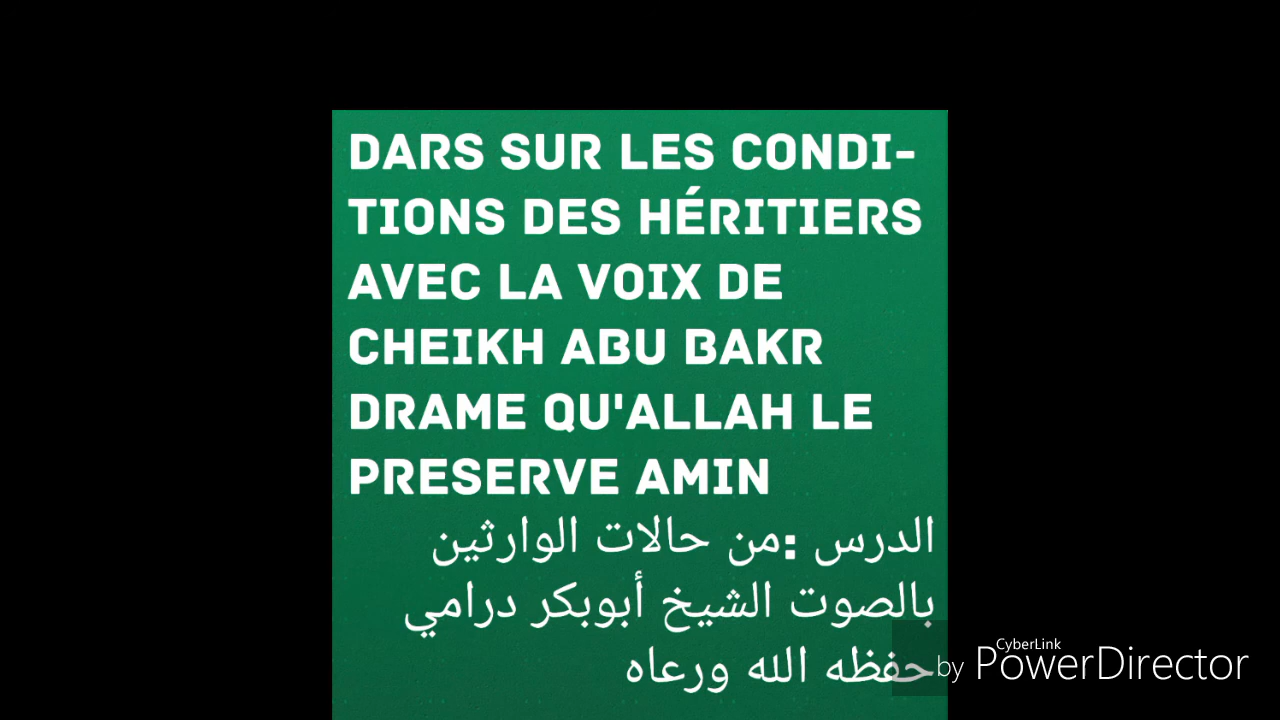 DARS SUR LES CONDI-
TIONS DES HÉRITIERS
AVEC LA VOIX DE
CHEIKH ABU BAKR
DRAME QU'ALLAH LE
PRESERVE AMIN
الدرس :من حالات الوارثين
بالصوت الشيخ أبوبكر درامي
حفظه الله ورعاه
CyberLink
by PowerDirector